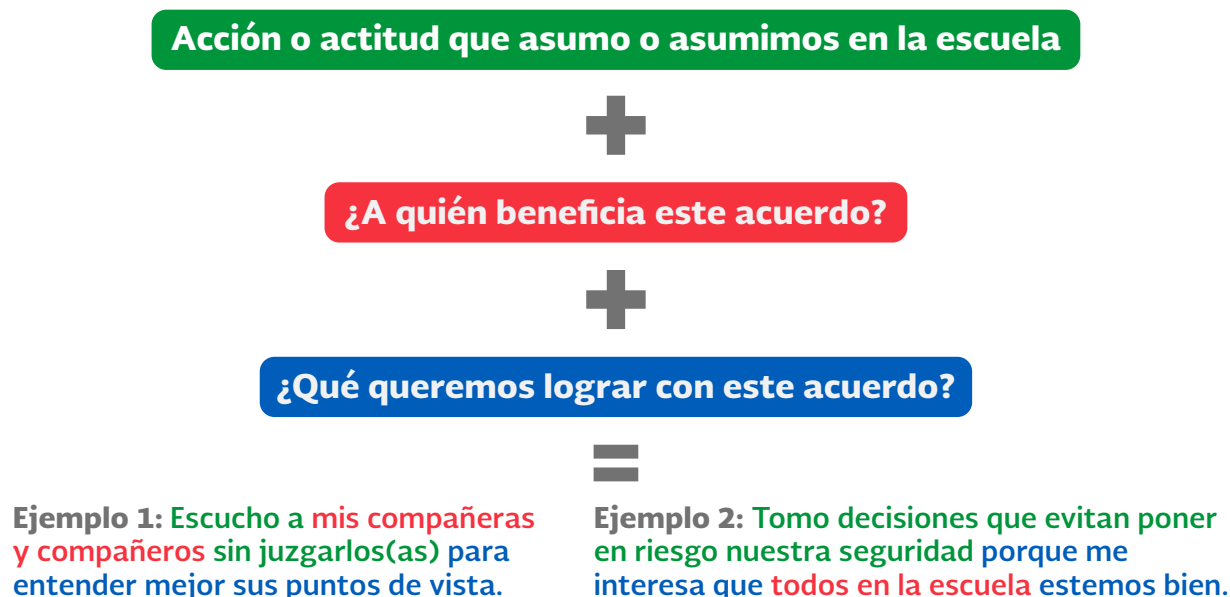 Acción o actitud que asumo o asumimos en la escuela
¿A quién beneficia este acuerdo?
¿Qué queremos lograr con este acuerdo?
Ejemplo 1: Escucho a mis compañeras
y compañeros sin juzgarlos(as) para
entender mejor sus puntos de vista.
Ejemplo 2: Tomo decisiones que evitan poner
en riesgo nuestra seguridad porque me
interesa que todos en la escuela estemos bien.